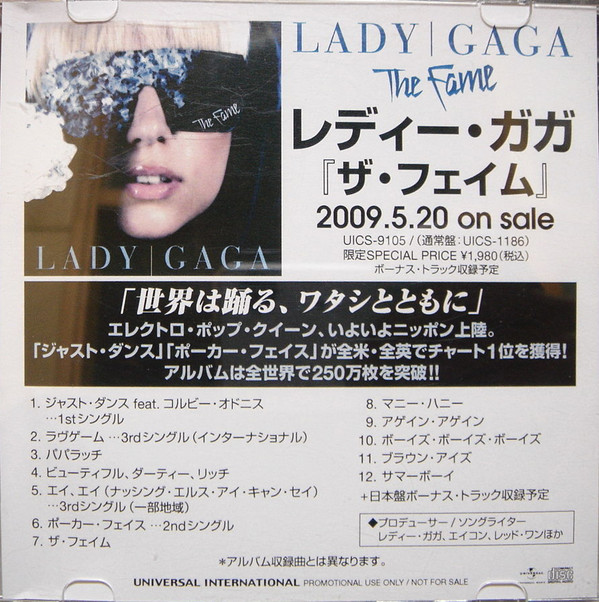 The Fame
LADY | GAGA
LADY | GAGA
The Fame
レディー・ガガ
『ザ・フェイム』
2009.5.20 on sale
UICS-9105 / (通常盤:UICS-1186)
限定SPECIAL PRICE ¥1,980(税込)
ボーナス・トラック収録予定
「世界は踊る、ワタシとともに」
エレクトロ・ポップ・クイーン、いよいよニッポン上陸。
「ジャスト・ダンス」「ポーカー・フェイス」が全米・全英でチャート1位を獲得!
アルバムは全世界で250万枚を突破!!
1. ジャスト・ダンス feat. コルビー・オドニス
…1stシングル
2. ラヴゲーム …3rdシングル(インターナショナル)
3. パパラッチ
4. ビューティフル、ダーティー、リッチ
5. エイ、エイ(ナッシング・エルス・アイ・キャン・セイ)
…3rdシングル(一部地域)
6. ポーカー・フェイス …2ndシングル
7. ザ・フェイム
8. マニー・ハニー
9. アゲイン・アゲイン
10. ボーイズ・ボーイズ・ボーイズ
11. ブラウン・アイズ
12. サマーボーイ
+日本盤ボーナス・トラック収録予定
◆プロデューサー / ソングライター
レディー・ガガ、エイコン、レッド・ワンほか
*アルバム収録曲とは異なります。
UNIVERSAL INTERNATIONAL PROMOTIONAL USE ONLY / NOT FOR SALE